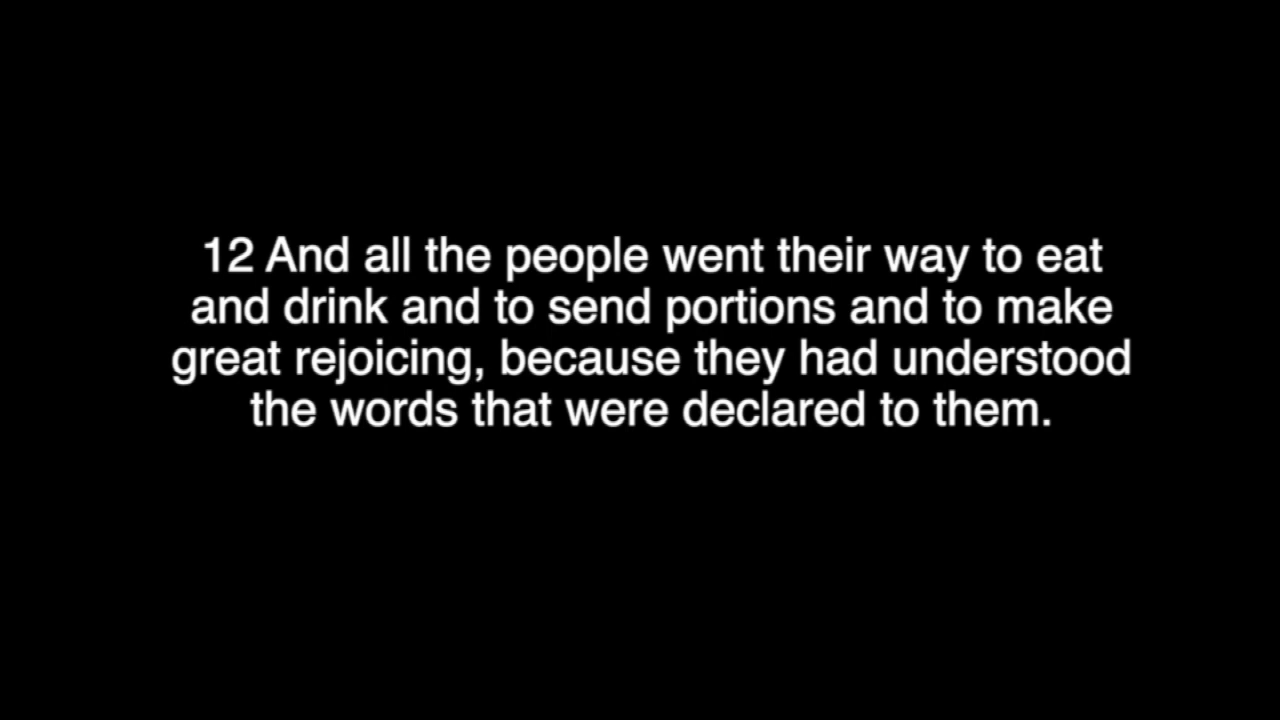 12 And all the people went their way to eat
and drink and to send portions and to make
great rejoicing, because they had understood
the words that were declared to them.